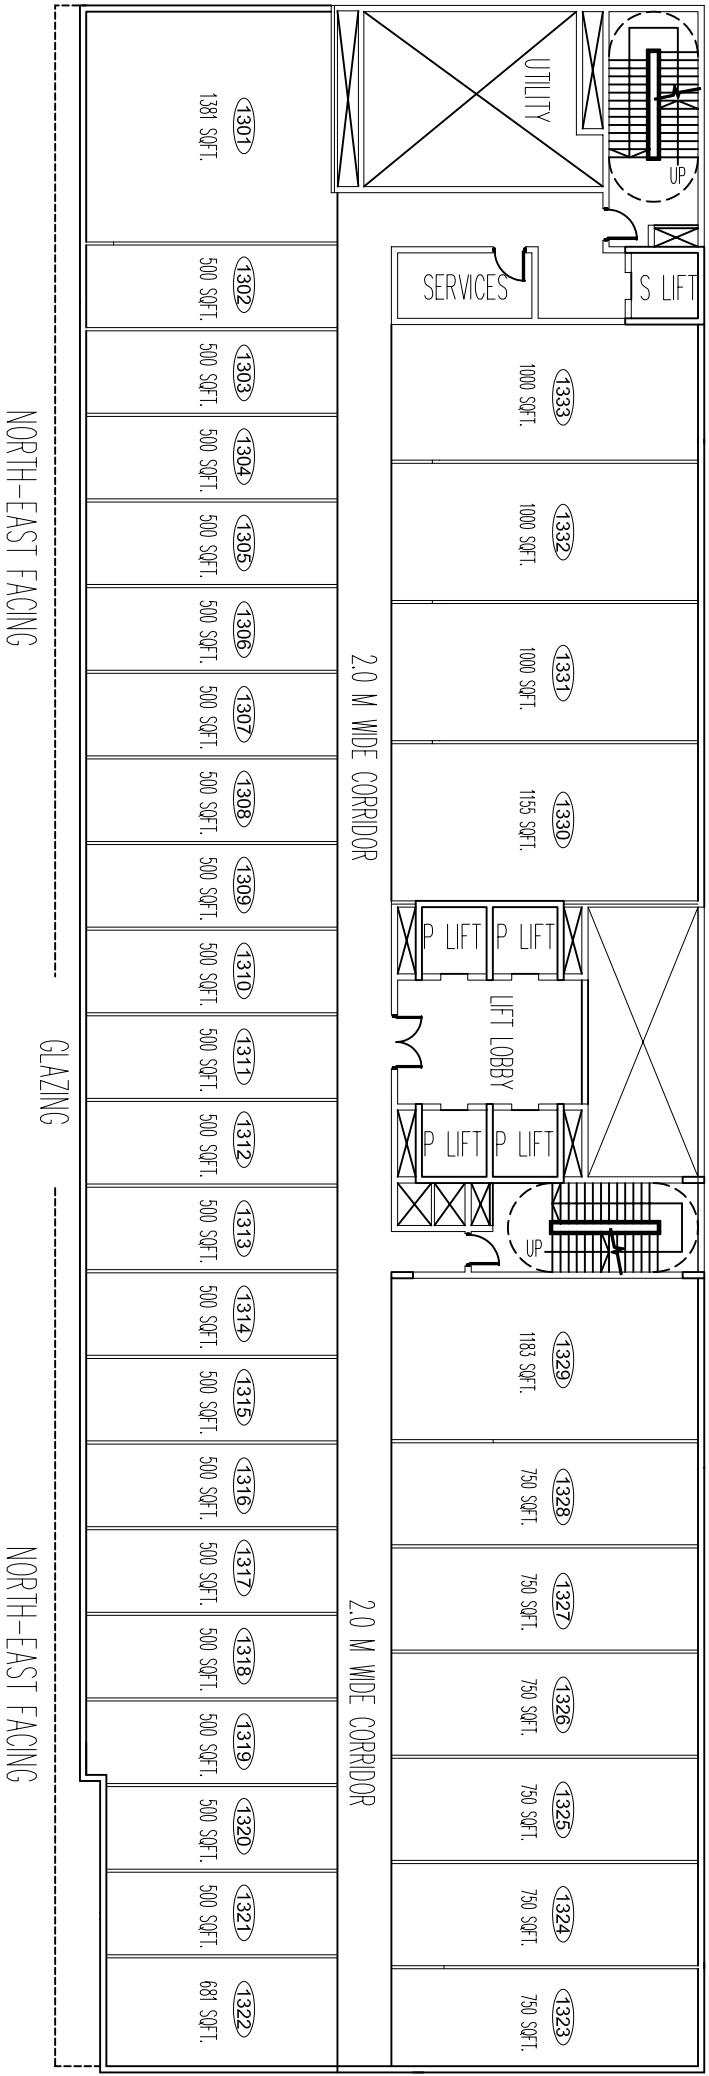 UTILITY
UP
1301
1381 SQFT.
SERVICES
S LIFT
1302
500 SQFT.
1303
500 SQFT.
1304
500 SQFT.
1305
500 SQFT.
1306
500 SQFT.
1307
500 SQFT.
1308
500 SQFT.
1309
500 SQFT.
1310
500 SQFT.
1311
500 SQFT.
1312
500 SQFT.
1313
500 SQFT.
1314
500 SQFT.
1315
500 SQFT.
1316
500 SQFT.
1317
500 SQFT.
1318
500 SQFT.
1319
500 SQFT.
1320
500 SQFT.
1321
500 SQFT.
1322
681 SQFT.
1333
1000 SQFT.
1332
1000 SQFT.
1331
1000 SQFT.
1330
1155 SQFT.
P LIFT
P LIFT
LIFT LOBBY
P LIFT
P LIFT
UP
1329
1183 SQFT.
1328
750 SQFT.
1327
750 SQFT.
1326
750 SQFT.
1325
750 SQFT.
1324
750 SQFT.
1323
750 SQFT.
2.0 M WIDE CORRIDOR
2.0 M WIDE CORRIDOR
NORTH-EAST FACING
GLAZING
NORTH-EAST FACING